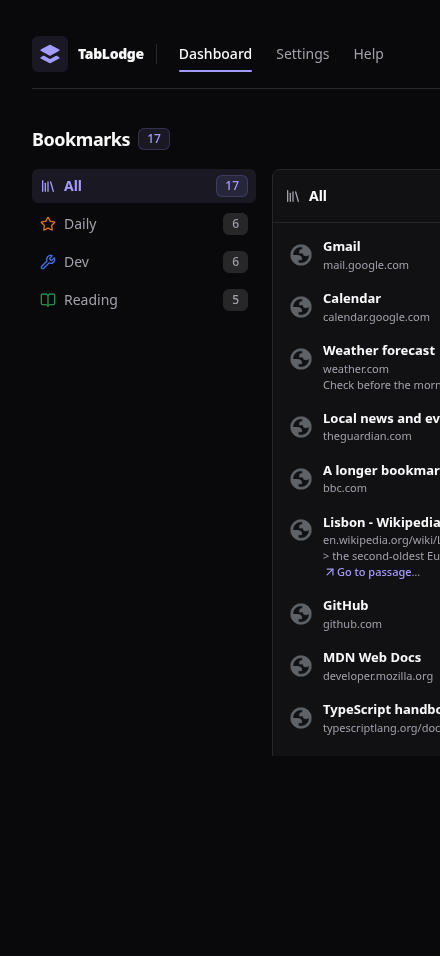 TabLodge
Dashboard
Settings
Help
Bookmarks 17
All 17
Daily 6
Dev 6
Reading 5
All
Gmail
mail.google.com
Calendar
calendar.google.com
Weather forecast
weather.com
Check before the morn
Local news and ev
theguardian.com
A longer bookmar
bbc.com
Lisbon - Wikipedia
en.wikipedia.org/wiki/L
> the second-oldest Eu
Go to passage...
GitHub
github.com
MDN Web Docs
developer.mozilla.org
TypeScript handbo
typescriptlang.org/doc